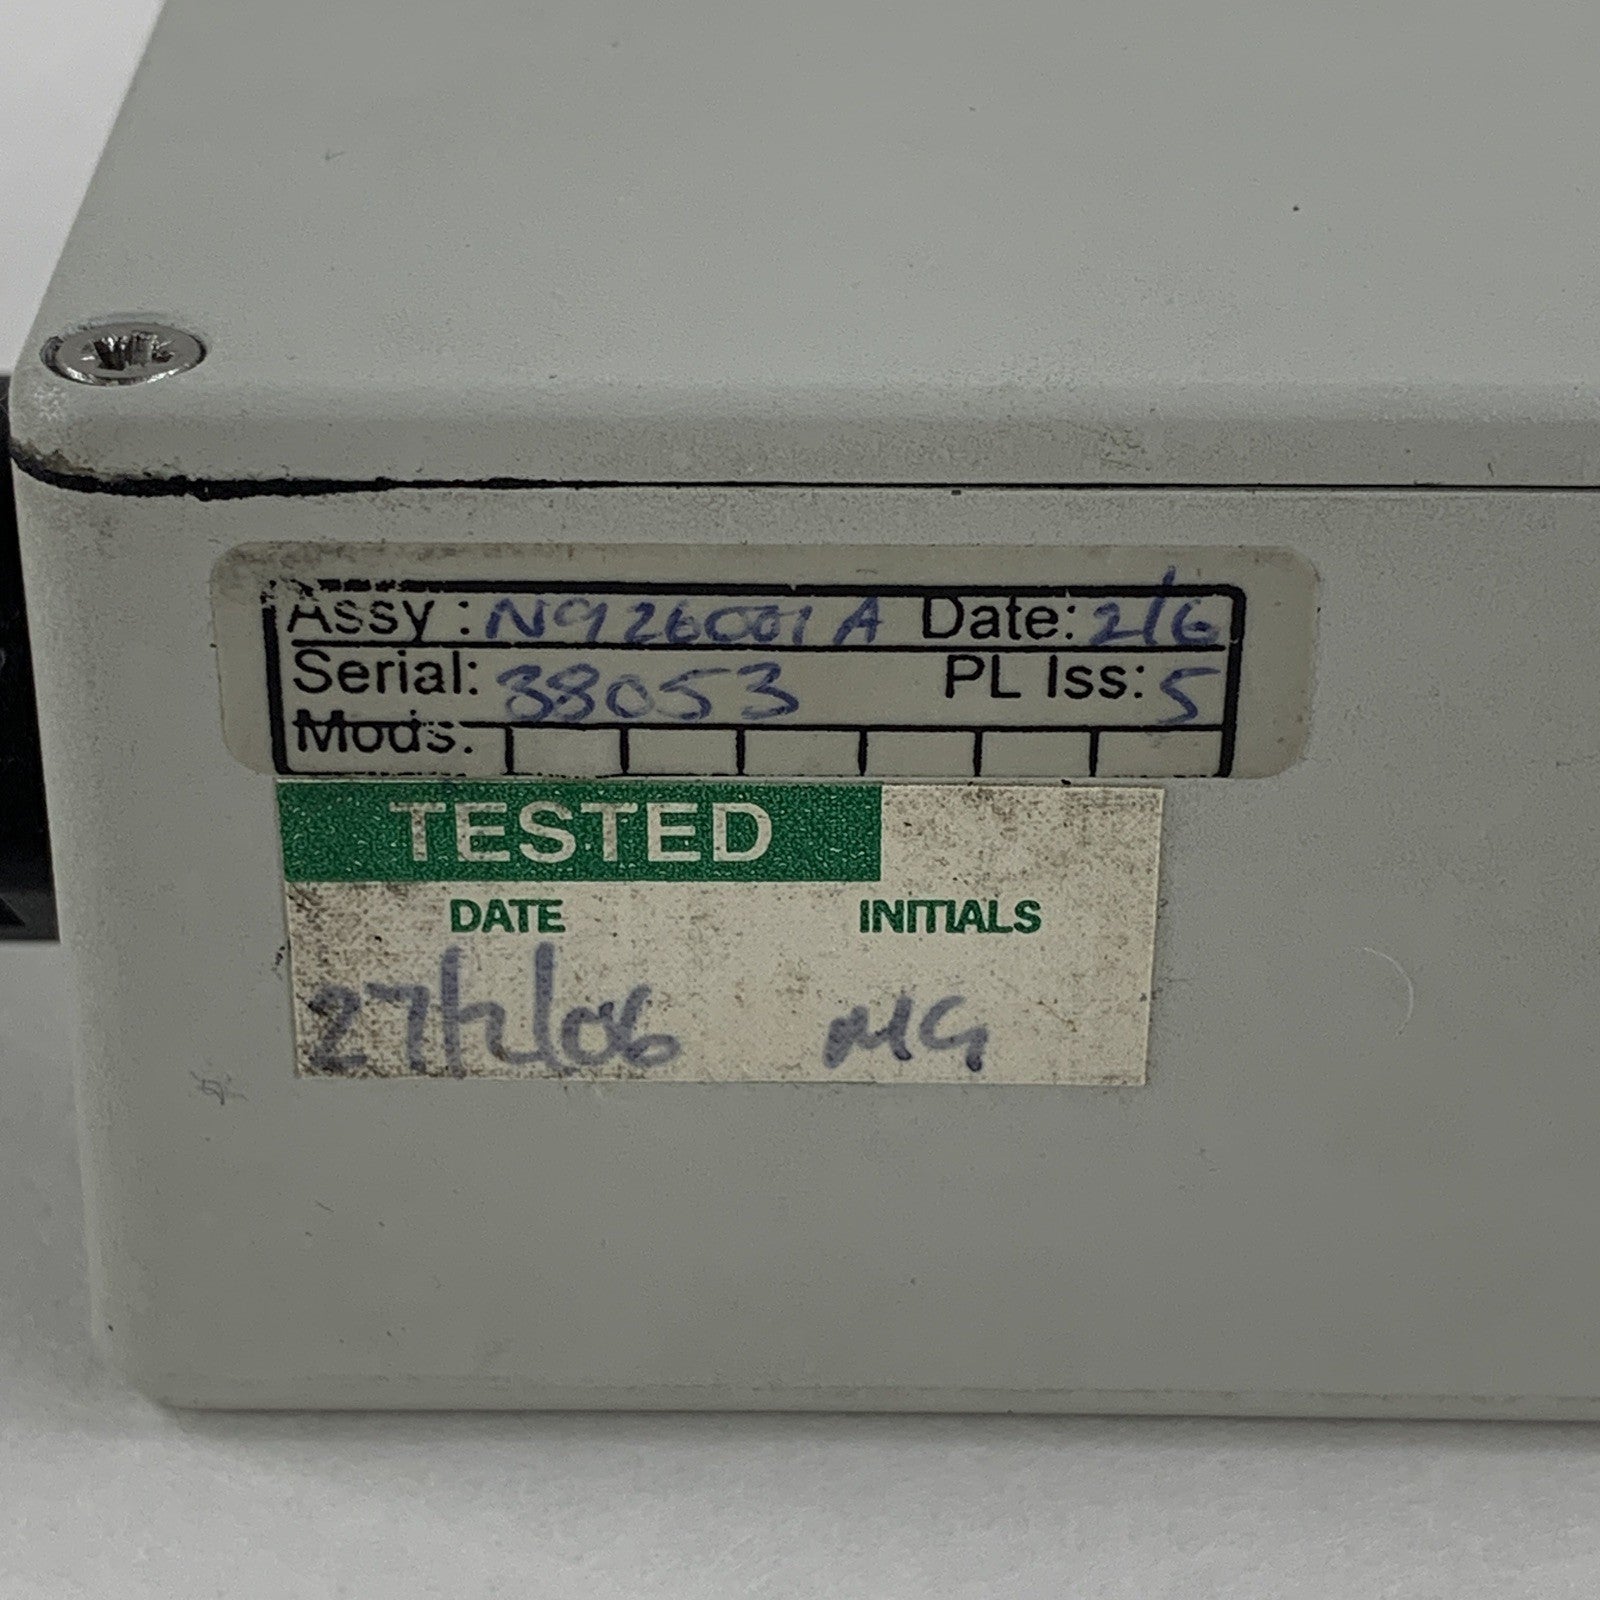 Assy : N926001A Date: 2/6
Serial: 38053 PL Iss: 5
Mods:
TESTED
DATE INITIALS
27/2/06 MG